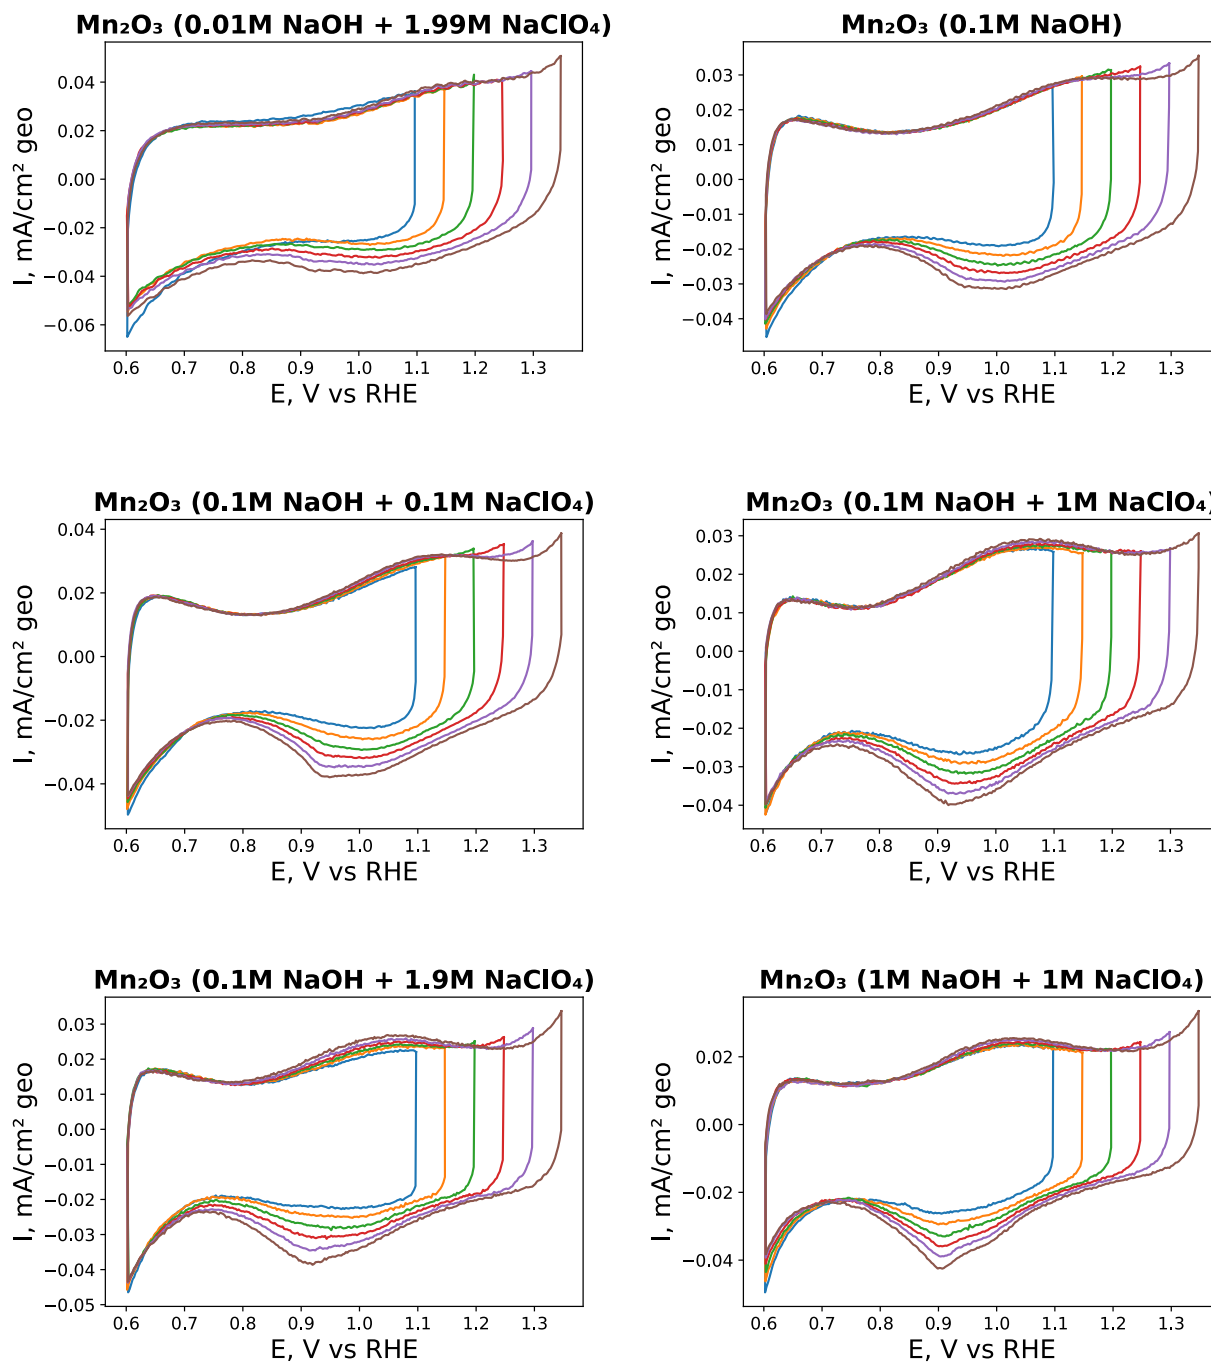 Mn₂O₃ (0.01M NaOH + 1.99M NaClO₄)
0.04
0.02
0.00
−0.02
−0.04
−0.06
I, mA/cm² geo
0.6 0.7 0.8 0.9 1.0 1.1 1.2 1.3
E, V vs RHE
Mn₂O₃ (0.1M NaOH)
0.03
0.02
0.01
0.00
−0.01
−0.02
−0.03
−0.04
I, mA/cm² geo
0.6 0.7 0.8 0.9 1.0 1.1 1.2 1.3
E, V vs RHE
Mn₂O₃ (0.1M NaOH + 0.1M NaClO₄)
0.04
0.02
0.00
−0.02
−0.04
I, mA/cm² geo
0.6 0.7 0.8 0.9 1.0 1.1 1.2 1.3
E, V vs RHE
Mn₂O₃ (0.1M NaOH + 1M NaClO₄)
0.03
0.02
0.01
0.00
−0.01
−0.02
−0.03
−0.04
I, mA/cm² geo
0.6 0.7 0.8 0.9 1.0 1.1 1.2 1.3
E, V vs RHE
Mn₂O₃ (0.1M NaOH + 1.9M NaClO₄)
0.03
0.02
0.01
0.00
−0.01
−0.02
−0.03
−0.04
−0.05
I, mA/cm² geo
0.6 0.7 0.8 0.9 1.0 1.1 1.2 1.3
E, V vs RHE
Mn₂O₃ (1M NaOH + 1M NaClO₄)
0.02
0.00
−0.02
−0.04
I, mA/cm² geo
0.6 0.7 0.8 0.9 1.0 1.1 1.2 1.3
E, V vs RHE